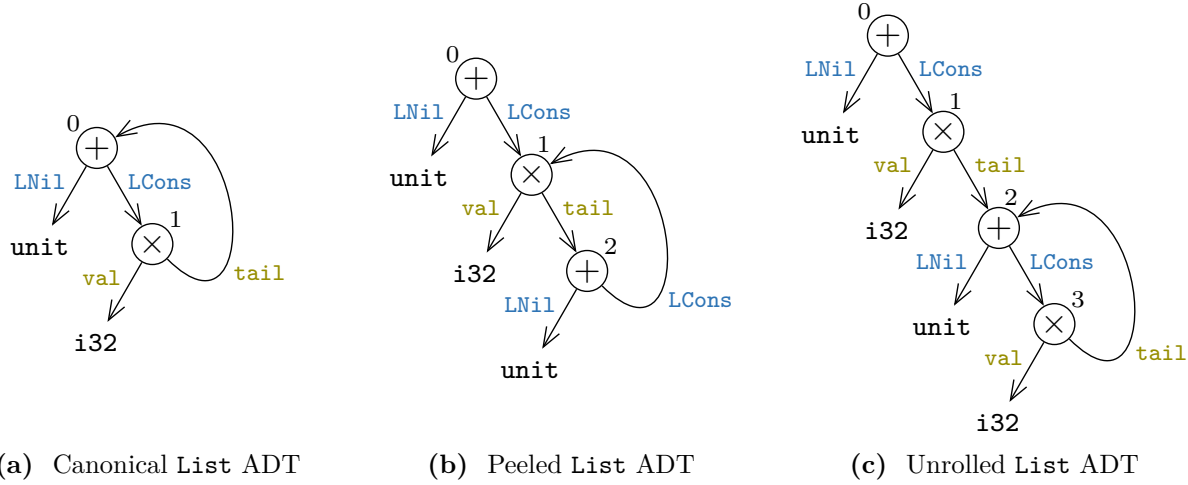 0
+
LNil
LCons
1
×
unit
val
tail
i32
0
+
LNil
LCons
1
×
unit
val
tail
2
+
i32
LNil
LCons
unit
0
+
LNil
LCons
1
×
unit
val
tail
2
+
i32
LNil
LCons
3
×
unit
val
tail
i32
(a) Canonical List ADT
(b) Peeled List ADT
(c) Unrolled List ADT